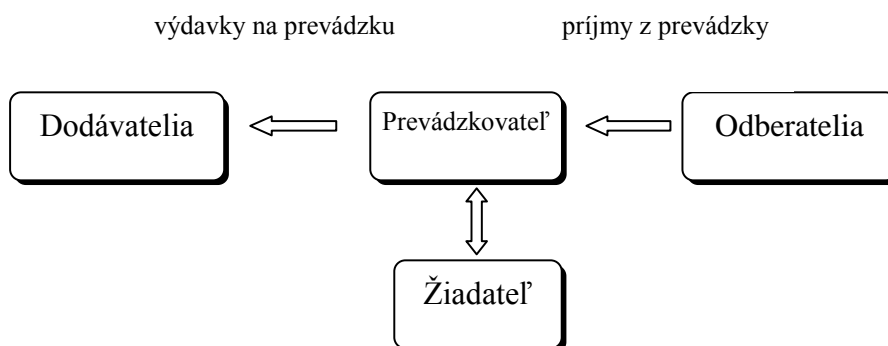 výdavky na prevádzku príjmy z prevádzky
Dodávatelia Prevádzkovateľ Odberatelia
Žiadateľ